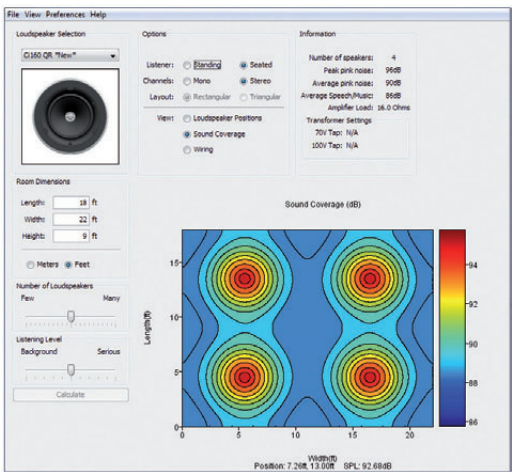 File View Preferences Help
Loudspeaker Selection
Ci160 QR "New"
Options
Listener: Standing Seated
Channels: Mono Stereo
Layout: Rectangular Triangular
View: Loudspeaker Positions
Sound Coverage
Wiring
Information
Number of speakers: 4
Peak pink noise: 96dB
Average pink noise: 90dB
Average Speech/Music: 86dB
Amplifier Load: 16.0 Ohms
Transformer Settings
70V Tap: N/A
100V Tap: N/A
Room Dimensions
Length: 18 ft
Width: 22 ft
Height: 9 ft
Meters Feet
Number of Loudspeakers
Few Many
Listening Level
Background Serious
Calculate
Sound Coverage (dB)
Length(ft)
15
10
5
0
0 5 10 15 20
Width(ft)
94
92
90
88
86
Position: 7.26ft, 13.00ft SPL: 92.68dB